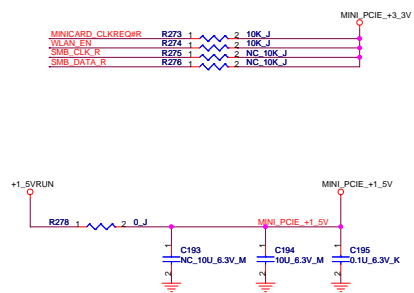 MINI_PCIE_+3_3V
MINICARD_CLKREQ#R R273 1 2 10K_J
WLAN_EN R274 1 2 10K_J
SMB_CLK_R R275 1 2 NC_10K_J
SMB_DATA_R R276 1 2 NC_10K_J
+1_5VRUN MINI_PCIE_+1_5V
R278 1 2 0_J MINI_PCIE_+1_5V
1 1 1
C193 C194 C195
NC_10U_6.3V_M 10U_6.3V_M 0.1U_6.3V_K
2 2 2